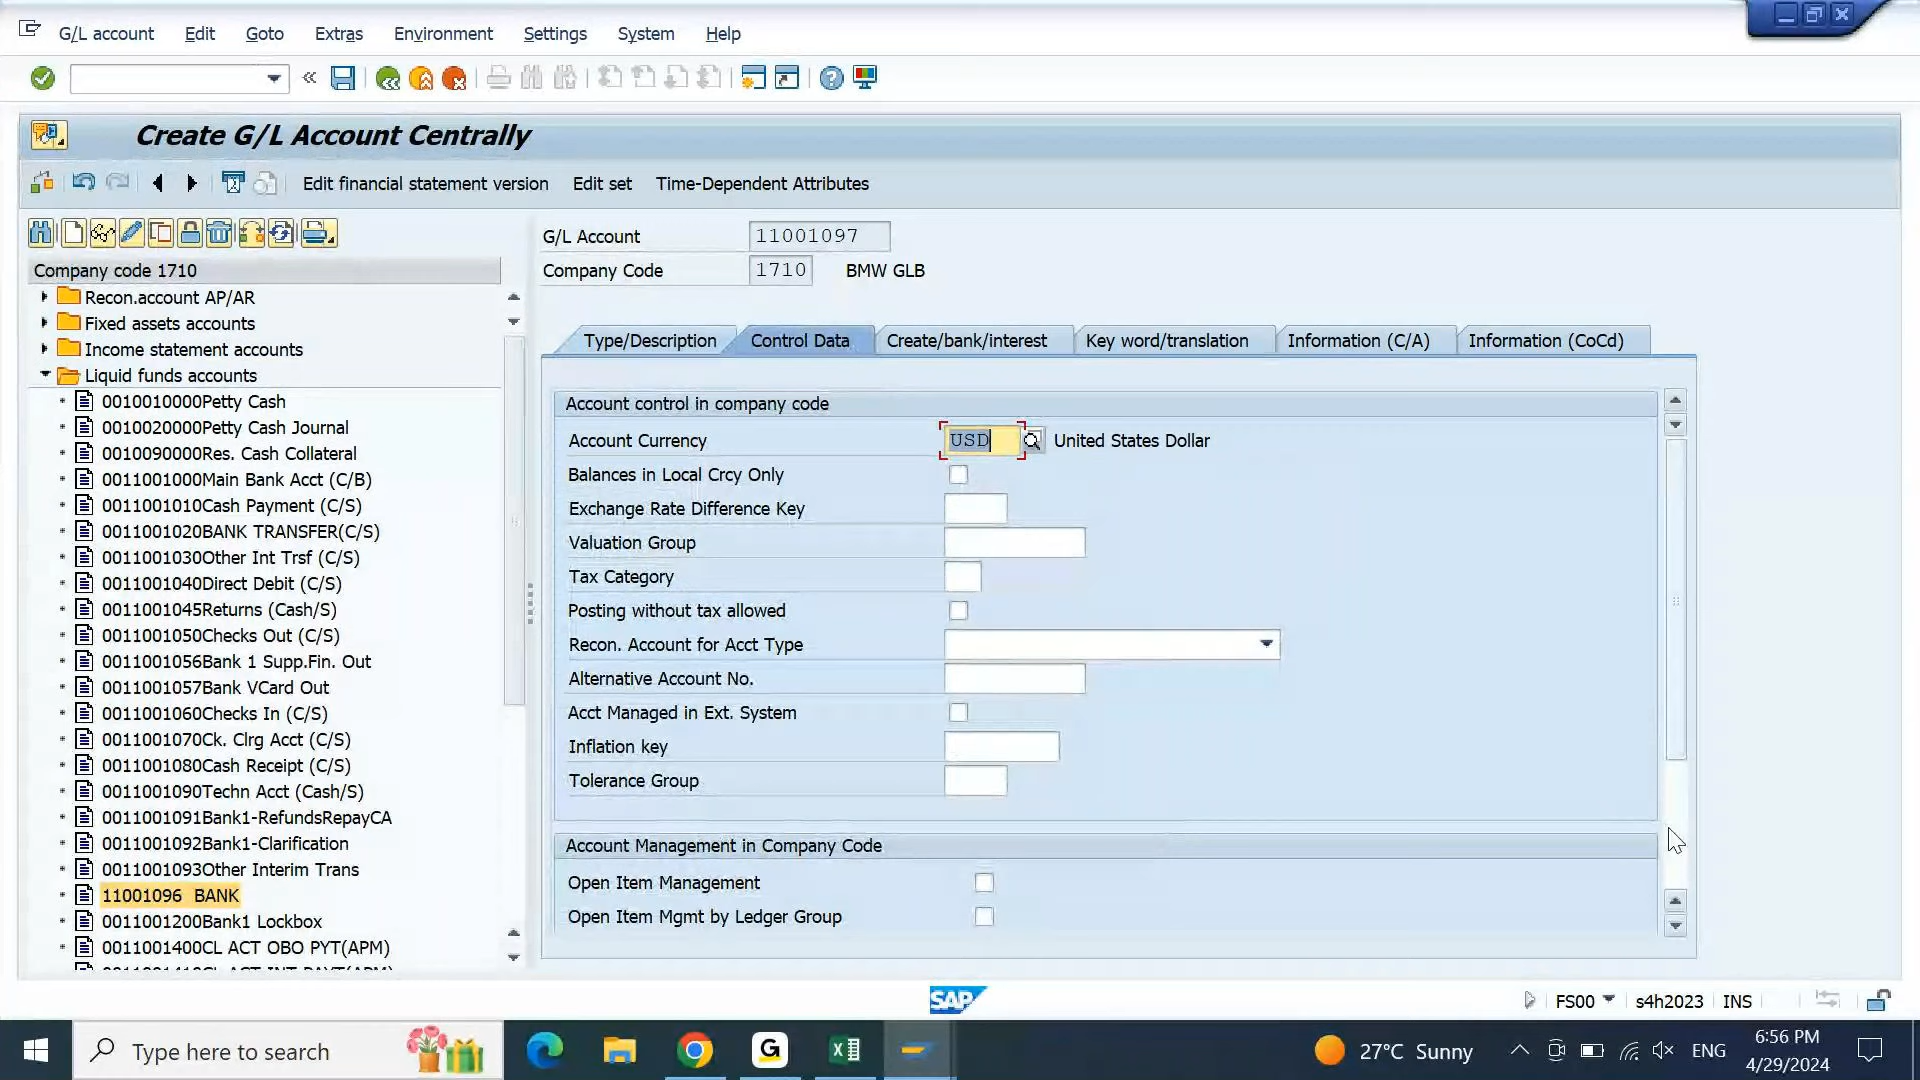 G/L account Edit Goto Extras Environment Settings System Help
Create G/L Account Centrally
Edit financial statement version Edit set Time-Dependent Attributes
Company code 1710
Recon.account AP/AR
Fixed assets accounts
Income statement accounts
Liquid funds accounts
0010010000Petty Cash
0010020000Petty Cash Journal
0010090000Res. Cash Collateral
0011001000Main Bank Acct (C/B)
0011001010Cash Payment (C/S)
0011001020BANK TRANSFER(C/S)
0011001030Other Int Trsf (C/S)
0011001040Direct Debit (C/S)
0011001045Returns (Cash/S)
0011001050Checks Out (C/S)
0011001056Bank 1 Supp.Fin. Out
0011001057Bank VCard Out
0011001060Checks In (C/S)
0011001070Ck. Clrg Acct (C/S)
0011001080Cash Receipt (C/S)
0011001090Techn Acct (Cash/S)
0011001091Bank1-RefundsRepayCA
0011001092Bank1-Clarification
0011001093Other Interim Trans
11001096 BANK
0011001200Bank1 Lockbox
0011001400CL ACT OBO PYT(APM)
G/L Account 11001097
Company Code 1710 BMW GLB
Type/Description Control Data Create/bank/interest Key word/translation Information (C/A) Information (CoCd)
Account control in company code
Account Currency USD United States Dollar
Balances in Local Crcy Only
Exchange Rate Difference Key
Valuation Group
Tax Category
Posting without tax allowed
Recon. Account for Acct Type
Alternative Account No.
Acct Managed in Ext. System
Inflation key
Tolerance Group
Account Management in Company Code
Open Item Management
Open Item Mgmt by Ledger Group
SAP FS00 s4h2023 INS
Type here to search 27°C Sunny ENG
6:56 PM
4/29/2024